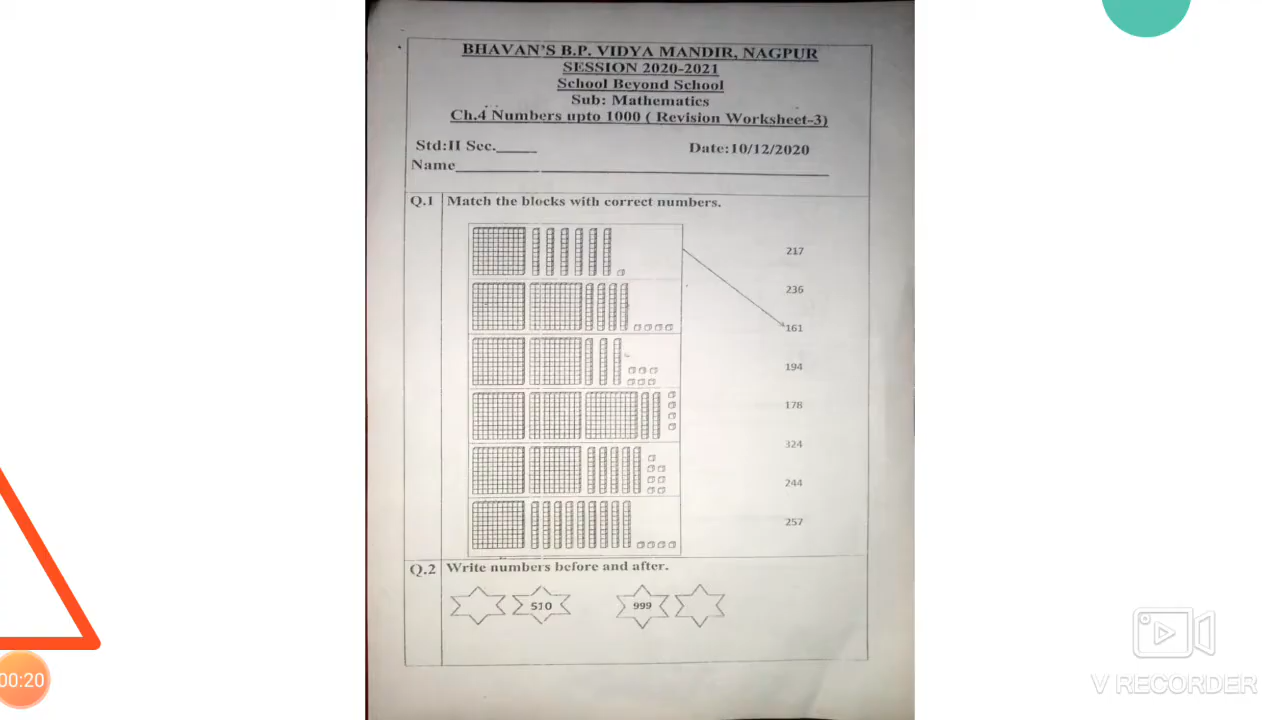 BHAVAN'S B.P. VIDYA MANDIR, NAGPUR
SESSION 2020-2021
School Beyond School
Sub: Mathematics
Ch.4 Numbers upto 1000 ( Revision Worksheet-3)
Std:II Sec._____ Date:10/12/2020
Name_____
Q.1 Match the blocks with correct numbers.
217
236
161
194
178
324
244
257
Q.2 Write numbers before and after.
510 999
00:20
V RECORDER